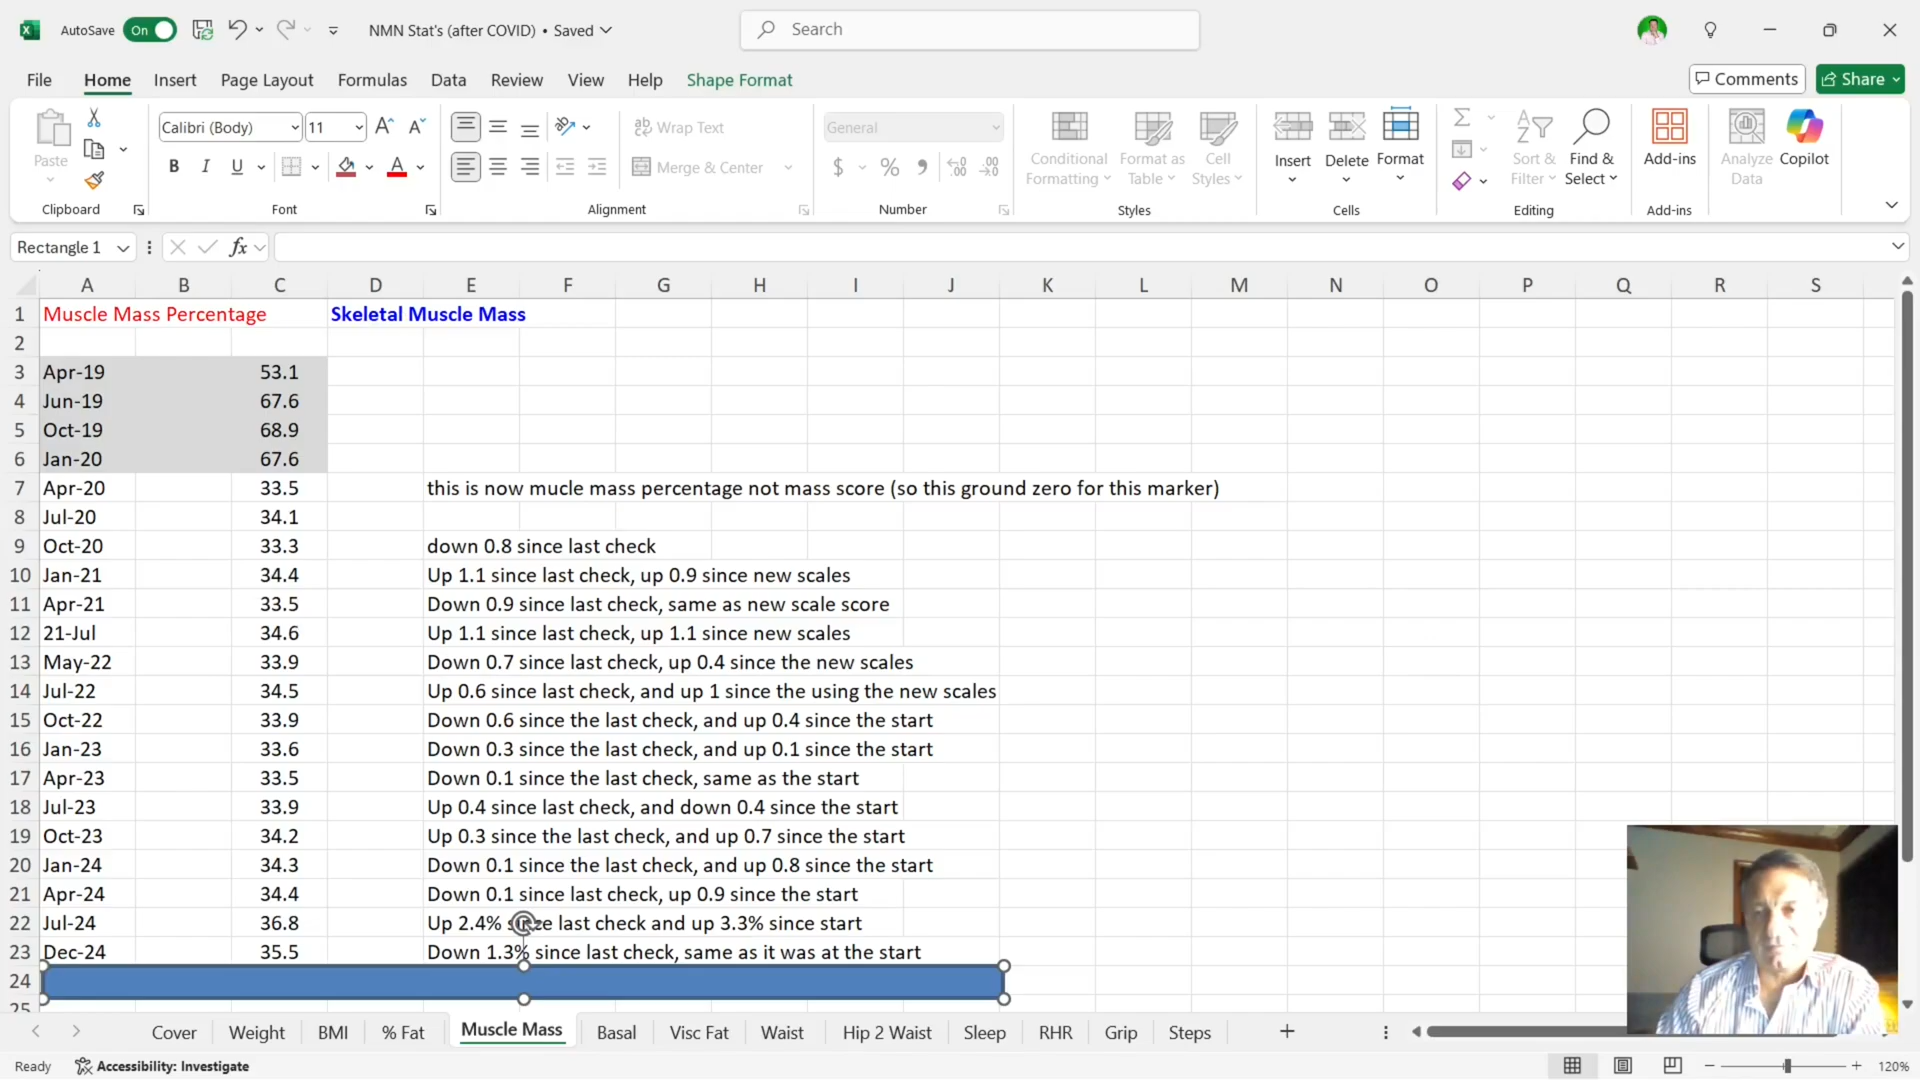 AutoSave On NMN Stat's (after COVID) • Saved Search
File Home Insert Page Layout Formulas Data Review View Help Shape Format Comments Share
Calibri (Body) 11 Wrap Text General
Paste Conditional Formatting Format as Table Cell Styles Insert Delete Format Sort & Filter Find & Select Add-ins Analyze Data Copilot
B I U A Merge & Center $ %
Clipboard Font Alignment Number Styles Cells Editing Add-ins
Rectangle 1 fx
A B C D E F G H I J K L M N O P Q R S
1 Muscle Mass Percentage Skeletal Muscle Mass
2
3 Apr-19 53.1
4 Jun-19 67.6
5 Oct-19 68.9
6 Jan-20 67.6
7 Apr-20 33.5 this is now mucle mass percentage not mass score (so this ground zero for this marker)
8 Jul-20 34.1
9 Oct-20 33.3 down 0.8 since last check
10 Jan-21 34.4 Up 1.1 since last check, up 0.9 since new scales
11 Apr-21 33.5 Down 0.9 since last check, same as new scale score
12 21-Jul 34.6 Up 1.1 since last check, up 1.1 since new scales
13 May-22 33.9 Down 0.7 since last check, up 0.4 since the new scales
14 Jul-22 34.5 Up 0.6 since last check, and up 1 since the using the new scales
15 Oct-22 33.9 Down 0.6 since the last check, and up 0.4 since the start
16 Jan-23 33.6 Down 0.3 since the last check, and up 0.1 since the start
17 Apr-23 33.5 Down 0.1 since the last check, same as the start
18 Jul-23 33.9 Up 0.4 since last check, and down 0.4 since the start
19 Oct-23 34.2 Up 0.3 since the last check, and up 0.7 since the start
20 Jan-24 34.3 Down 0.1 since the last check, and up 0.8 since the start
21 Apr-24 34.4 Down 0.1 since last check, up 0.9 since the start
22 Jul-24 36.8 Up 2.4% since last check and up 3.3% since start
23 Dec-24 35.5 Down 1.3% since last check, same as it was at the start
24
25
Cover Weight BMI % Fat Muscle Mass Basal Visc Fat Waist Hip 2 Waist Sleep RHR Grip Steps
Ready Accessibility: Investigate 120%